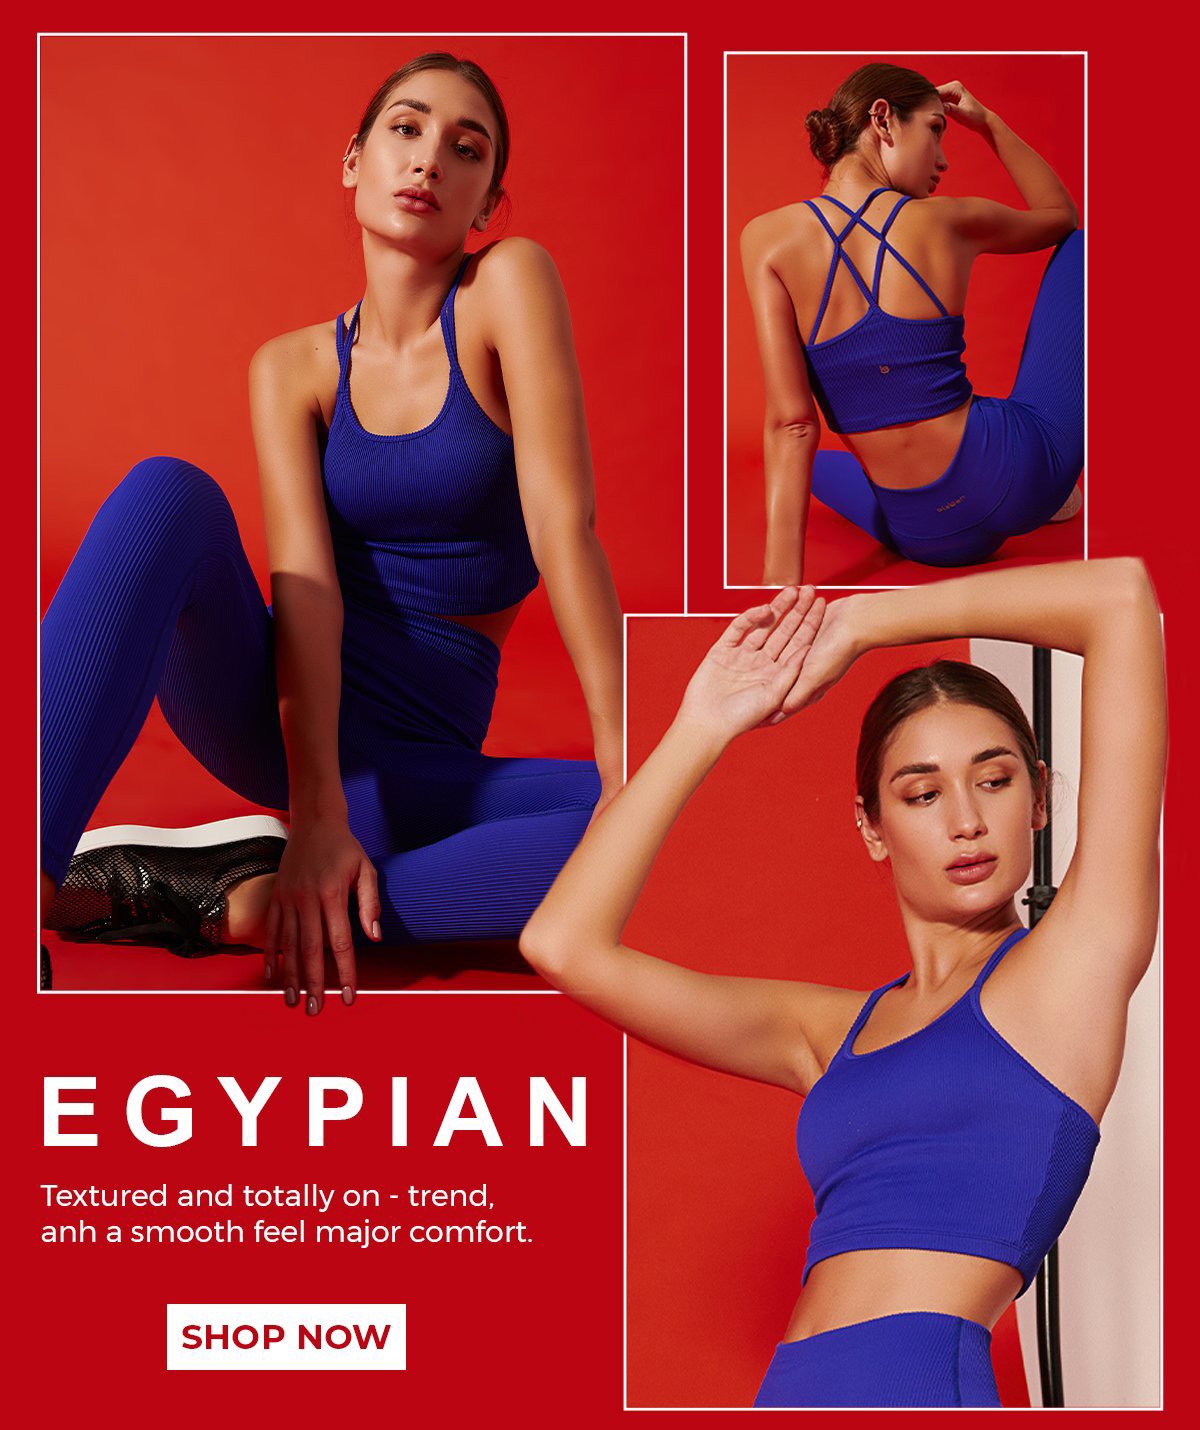 EGYPIAN
Textured and totally on - trend,
anh a smooth feel major comfort.
SHOP NOW